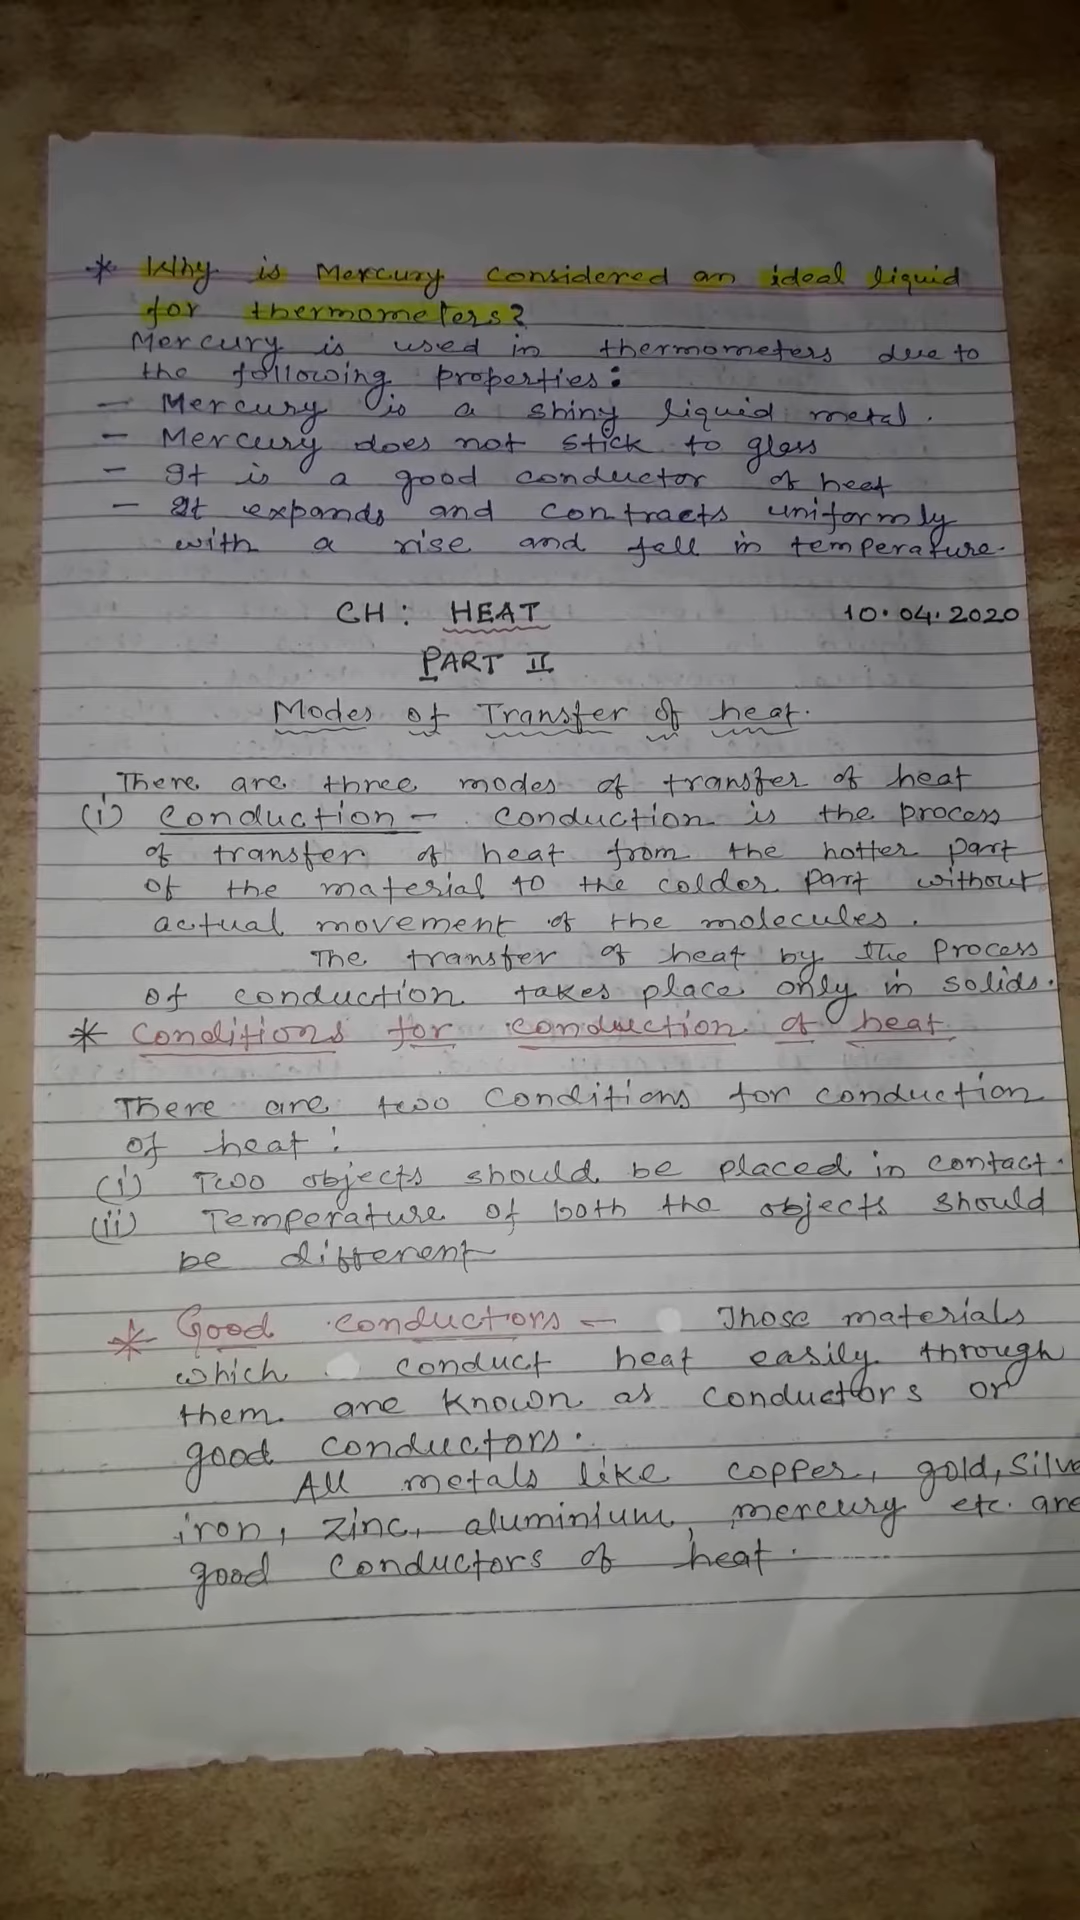 * Why is Mercury considered an ideal liquid
for thermometers?
Mercury is used in thermometers due to
the following properties:
- Mercury is a shiny liquid metal.
- Mercury does not stick to glass
- It is a good conductor of heat
- It expands and contracts uniformly
with a rise and fall in temperature.
CH: HEAT 10.04.2020
PART II
Modes of Transfer of heat.
There are three modes of transfer of heat
(i) Conduction - Conduction is the process
of transfer of heat from the hotter part
of the material to the colder part without
actual movement of the molecules.
The transfer of heat by the process
of conduction takes place only in solids.
* Conditions for conduction of heat
There are two conditions for conduction
of heat:
(i) Two objects should be placed in contact.
(ii) Temperature of both the objects should
be different
* Good conductors - Those materials
which conduct heat easily through
them are known as conductors or
good conductors.
All metals like copper, gold, Silve
iron, zinc, aluminium, mercury etc. are
good conductors of heat.